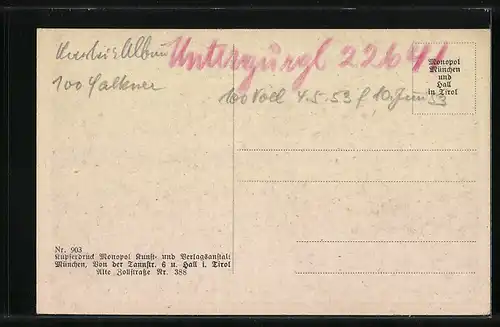 Album Untergurgl 22641
100 Falkner
100 Voll 4.5.53 f 10. Juni 53
Monopol
München
und
Hall
in Tirol
Nr. 903
Kupferdruck Monopol Kunst- und Verlagsanstalt
München, Von der Tannstr. 6 u. Hall i. Tirol
Alte Zollstraße Nr. 388